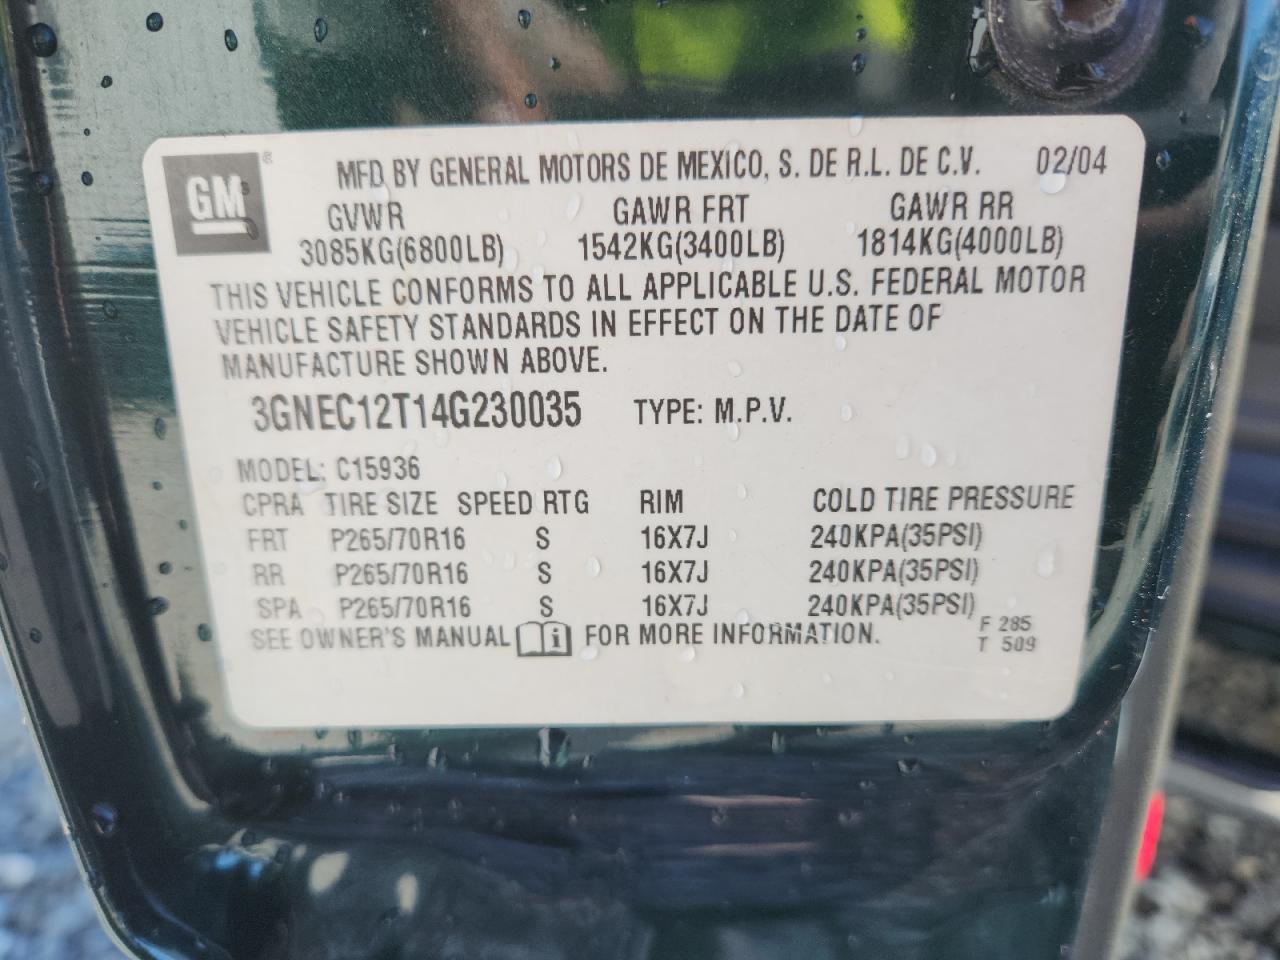 GM®
MFD BY GENERAL MOTORS DE MEXICO, S. DE R.L. DE C.V. 02/04
GVWR GAWR FRT GAWR RR
3085KG(6800LB) 1542KG(3400LB) 1814KG(4000LB)
THIS VEHICLE CONFORMS TO ALL APPLICABLE U.S. FEDERAL MOTOR
VEHICLE SAFETY STANDARDS IN EFFECT ON THE DATE OF
MANUFACTURE SHOWN ABOVE.
3GNEC12T14G230035 TYPE: M.P.V.
MODEL: C15936
CPRA TIRE SIZE SPEED RTG RIM COLD TIRE PRESSURE
FRT P265/70R16 S 16X7J 240KPA(35PSI)
RR P265/70R16 S 16X7J 240KPA(35PSI)
SPA P265/70R16 S 16X7J 240KPA(35PSI)
SEE OWNER'S MANUAL i FOR MORE INFORMATION.
F 285
T 509